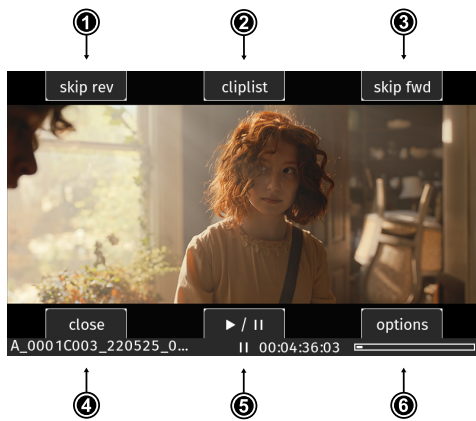 1 2 3
skip rev cliplist skip fwd
close ▶ / II options
A_0001C003_220525_0... II 00:04:36:03
4 5 6